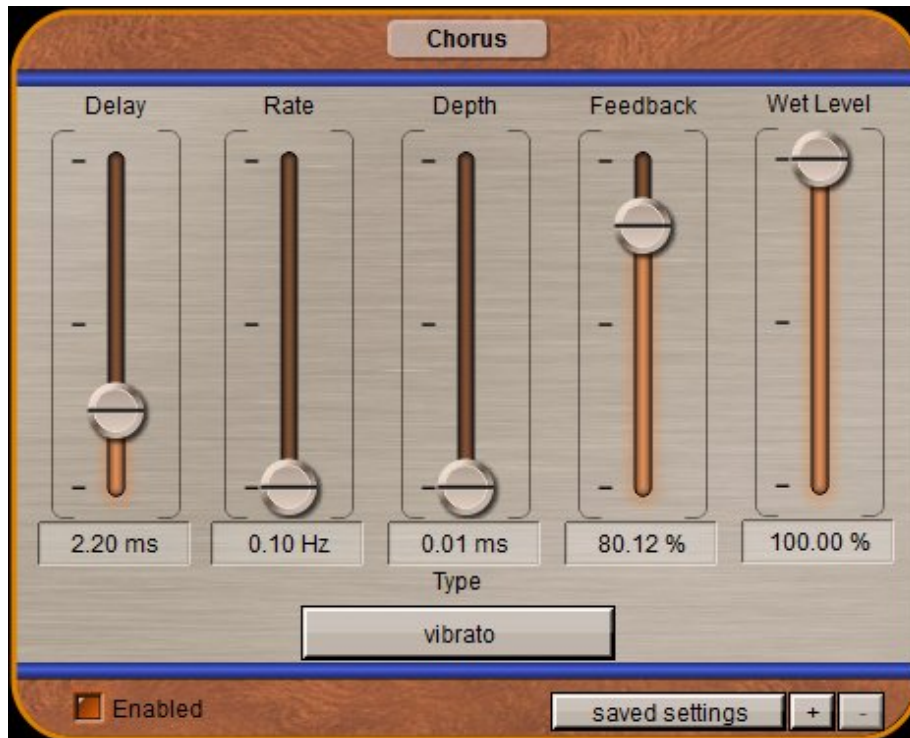 Chorus
Delay Rate Depth Feedback Wet Level
2.20 ms 0.10 Hz 0.01 ms 80.12 % 100.00 %
Type
vibrato
Enabled saved settings + -